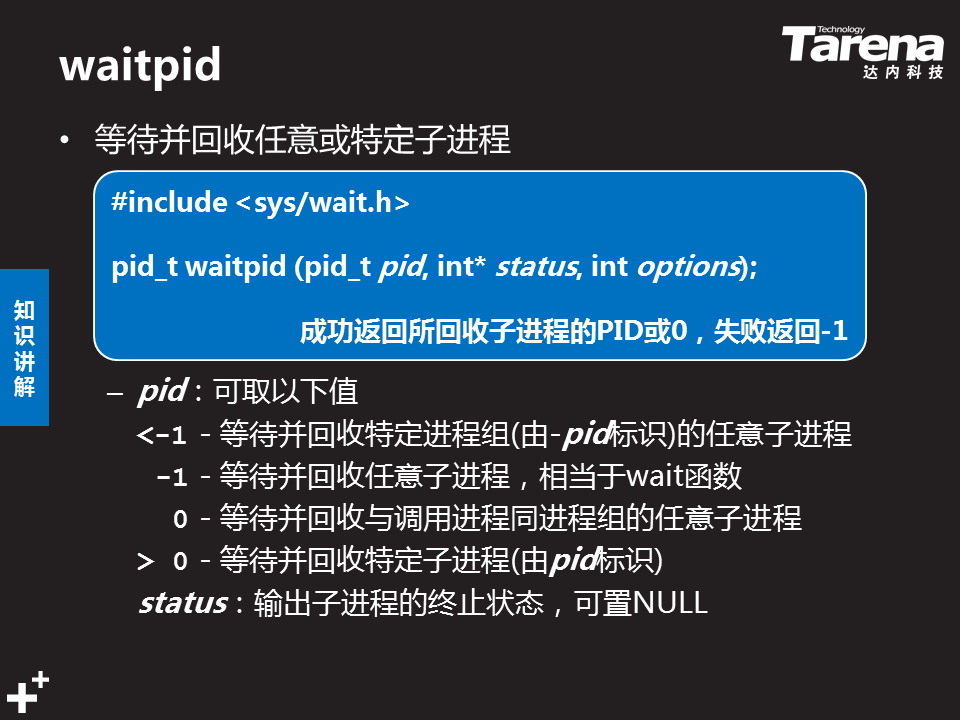 waitpid
Technology
Tarena
达内科技
• 等待并回收任意或特定子进程
#include <sys/wait.h>
pid_t waitpid (pid_t pid, int* status, int options);
成功返回所回收子进程的PID或0，失败返回-1
知识讲解
– pid：可取以下值
<-1 - 等待并回收特定进程组(由-pid标识)的任意子进程
-1 - 等待并回收任意子进程，相当于wait函数
0 - 等待并回收与调用进程同进程组的任意子进程
> 0 - 等待并回收特定子进程(由pid标识)
status：输出子进程的终止状态，可置NULL